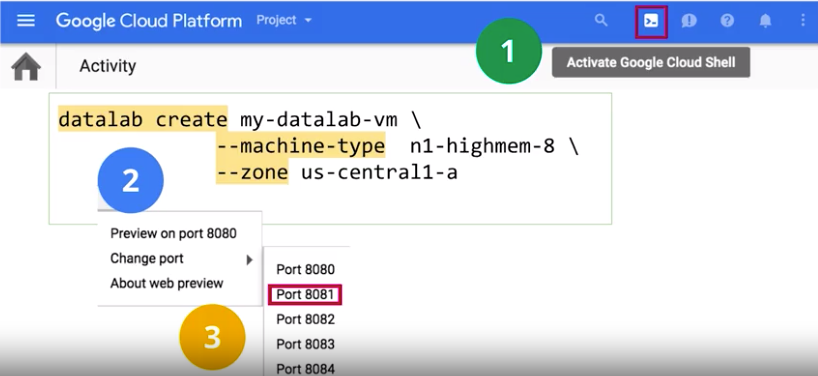 Google Cloud Platform Project
1
Activate Google Cloud Shell
Activity
datalab create my-datalab-vm \
--machine-type n1-highmem-8 \
--zone us-central1-a
2
Preview on port 8080
Change port
About web preview
Port 8080
Port 8081
Port 8082
Port 8083
Port 8084
3